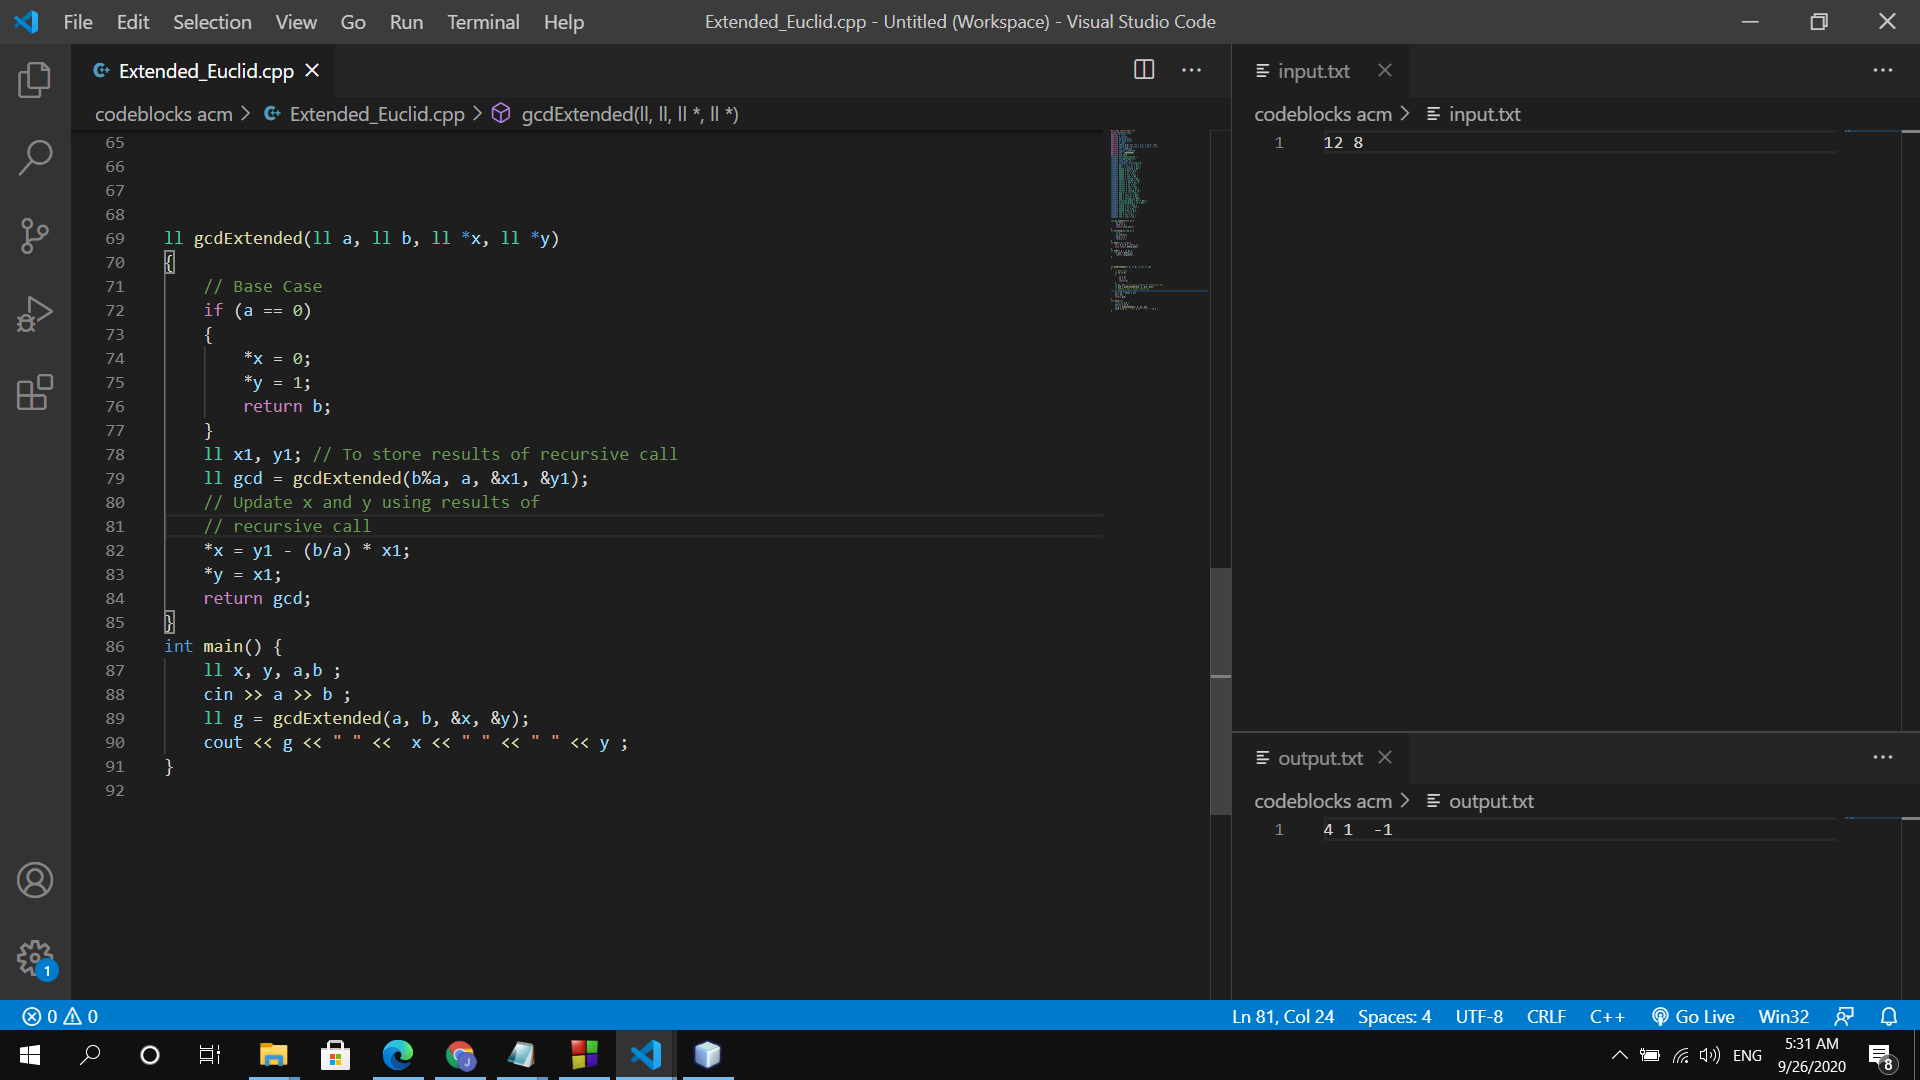 File Edit Selection View Go Run Terminal Help Extended_Euclid.cpp - Untitled (Workspace) - Visual Studio Code
Extended_Euclid.cpp
codeblocks acm > Extended_Euclid.cpp > gcdExtended(ll, ll, ll *, ll *)
65
66
67
68
69 ll gcdExtended(ll a, ll b, ll *x, ll *y)
70 {
71 // Base Case
72 if (a == 0)
73 {
74 *x = 0;
75 *y = 1;
76 return b;
77 }
78 ll x1, y1; // To store results of recursive call
79 ll gcd = gcdExtended(b%a, a, &x1, &y1);
80 // Update x and y using results of
81 // recursive call
82 *x = y1 - (b/a) * x1;
83 *y = x1;
84 return gcd;
85 }
86 int main() {
87 ll x, y, a,b ;
88 cin >> a >> b ;
89 ll g = gcdExtended(a, b, &x, &y);
90 cout << g << " " <<  x << " " << " " << y ;
91 }
92
input.txt
codeblocks acm > input.txt
1 12 8
output.txt
codeblocks acm > output.txt
1 4 1  -1
1
0 0 Ln 81, Col 24 Spaces: 4 UTF-8 CRLF C++ Go Live Win32
J
ENG
5:31 AM
9/26/2020
8